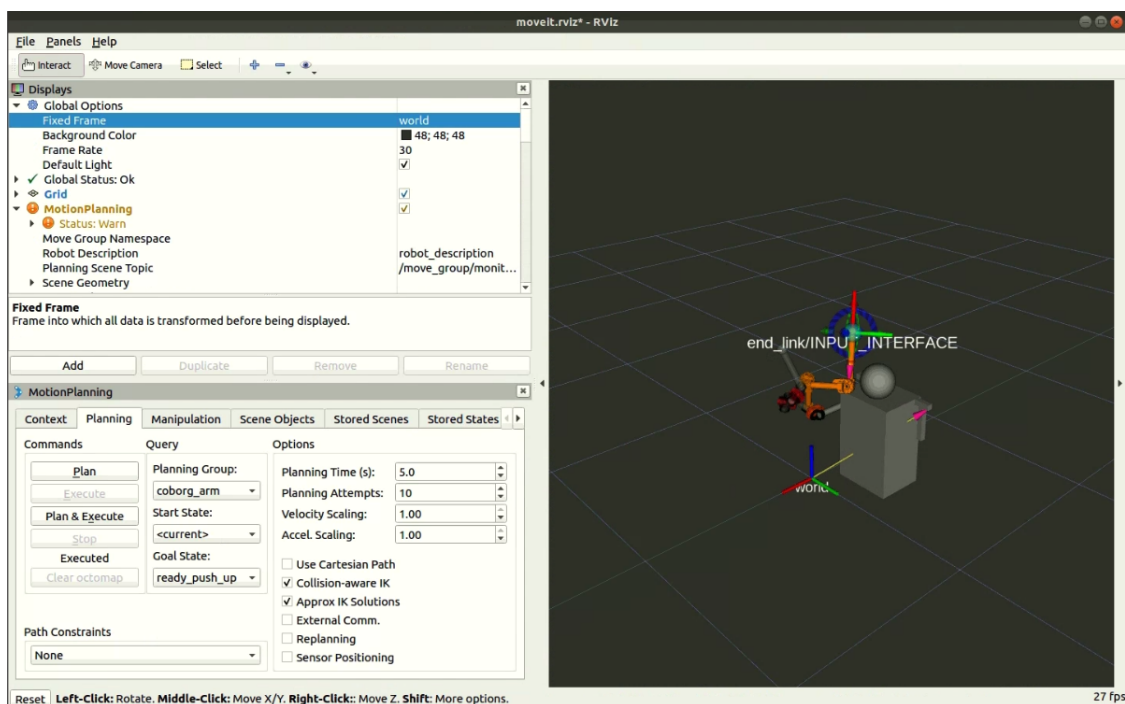 moveit.rviz* - RViz
File Panels Help
Interact Move Camera Select
Displays
Global Options
Fixed Frame world
Background Color 48; 48; 48
Frame Rate 30
Default Light
Global Status: Ok
Grid
MotionPlanning
Status: Warn
Move Group Namespace
Robot Description robot_description
Planning Scene Topic /move_group/monit...
Scene Geometry
Fixed Frame
Frame into which all data is transformed before being displayed.
Add Duplicate Remove Rename
MotionPlanning
Context Planning Manipulation Scene Objects Stored Scenes Stored States
Commands Query Options
Plan Planning Group: Planning Time (s): 5.0
Execute coborg_arm Planning Attempts: 10
Plan & Execute Start State: Velocity Scaling: 1.00
Stop <current> Accel. Scaling: 1.00
Executed Goal State: Use Cartesian Path
Clear octomap ready_push_up Collision-aware IK
Approx IK Solutions
External Comm.
Path Constraints Replanning
None Sensor Positioning
Reset Left-Click: Rotate. Middle-Click: Move X/Y. Right-Click:: Move Z. Shift: More options. 27 fps
end_link/INPU _INTERFACE
world